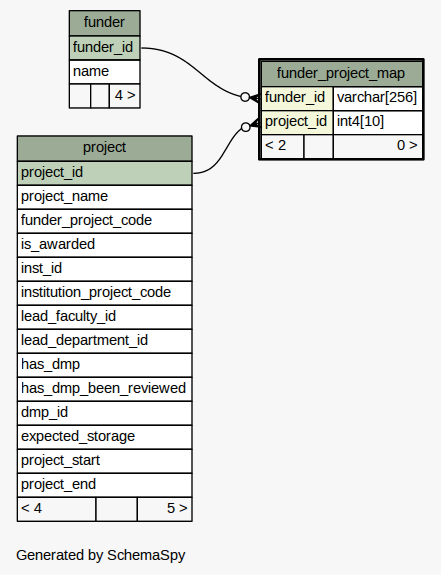 funder
funder_id
name
4 >
funder_project_map
funder_id varchar[256]
project_id int4[10]
< 2 0 >
project
project_id
project_name
funder_project_code
is_awarded
inst_id
institution_project_code
lead_faculty_id
lead_department_id
has_dmp
has_dmp_been_reviewed
dmp_id
expected_storage
project_start
project_end
< 4 5 >
Generated by SchemaSpy